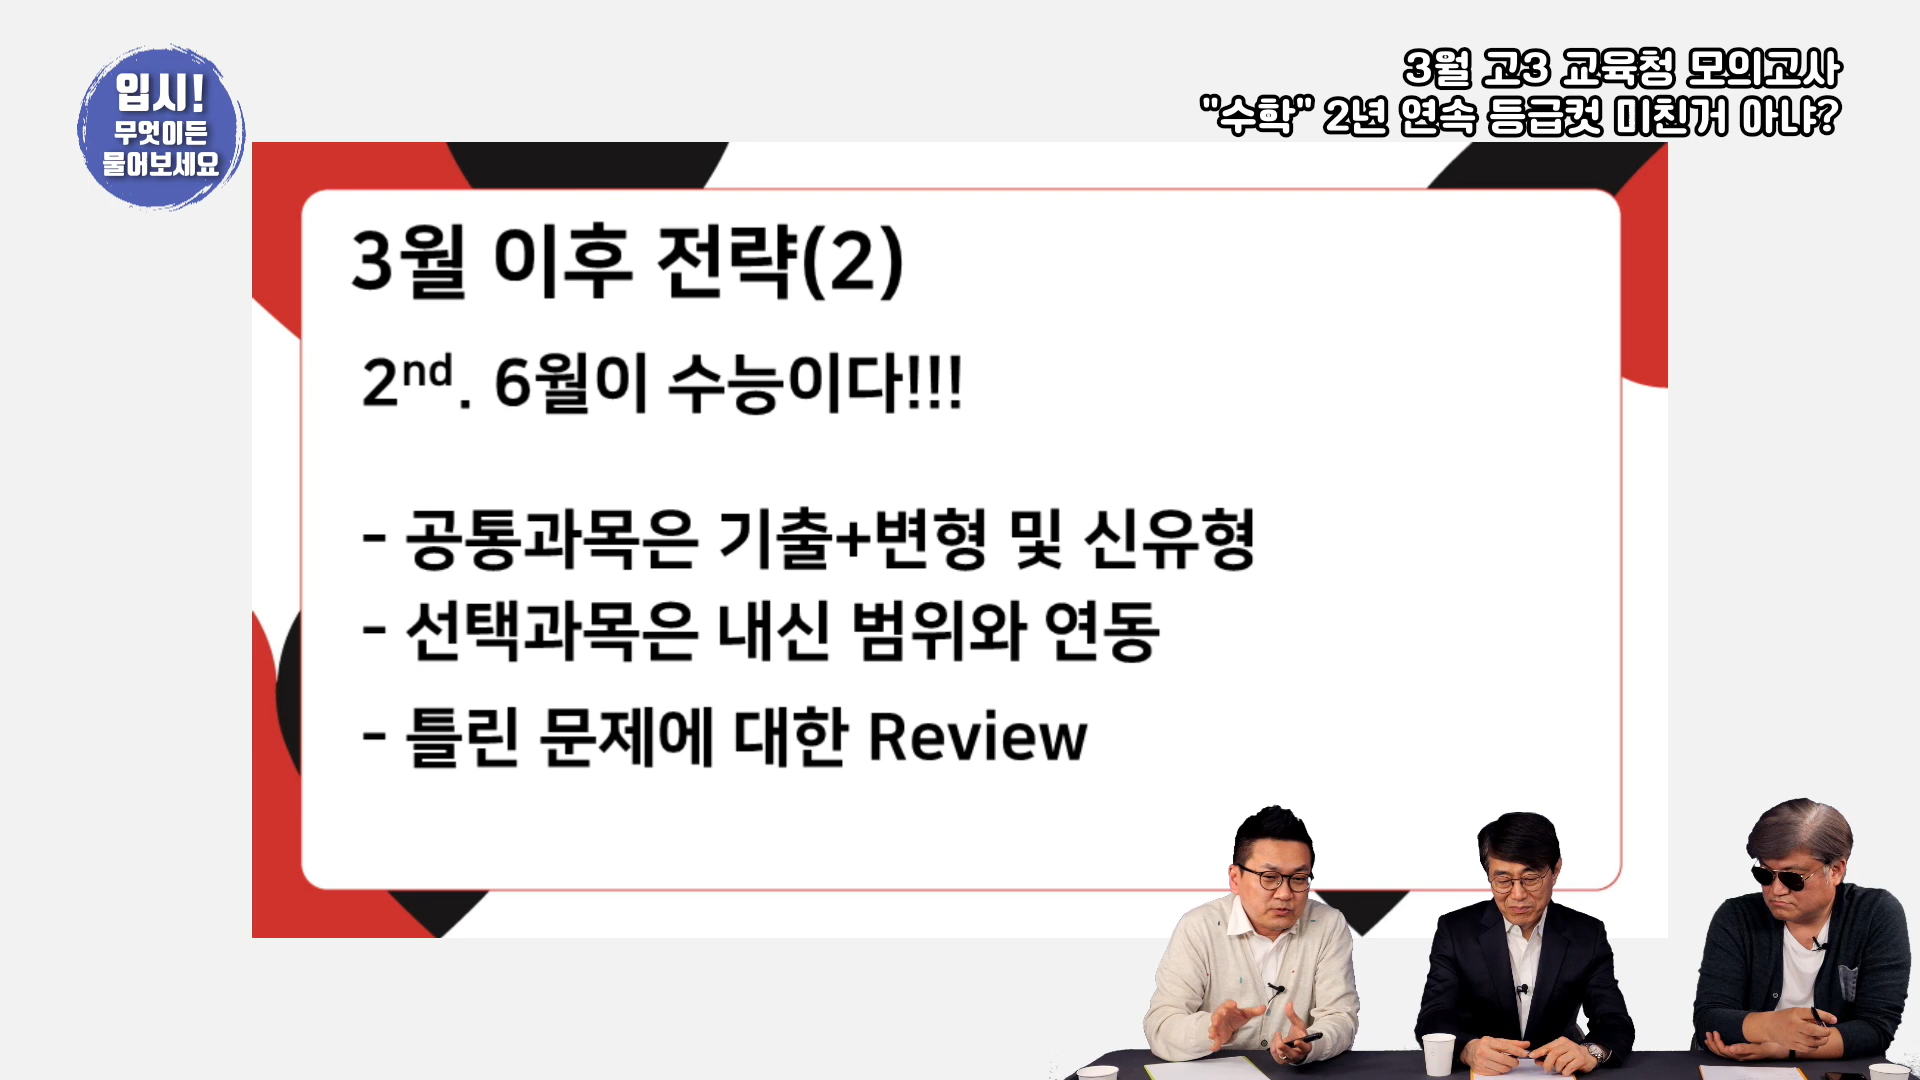 입시!
무엇이든
물어보세요
3월 고3 교육청 모의고사
"수학" 2년 연속 등급컷 미친거 아냐?
3월 이후 전략(2)
2nd. 6월이 수능이다!!!
- 공통과목은 기출+변형 및 신유형
- 선택과목은 내신 범위와 연동
- 틀린 문제에 대한 Review